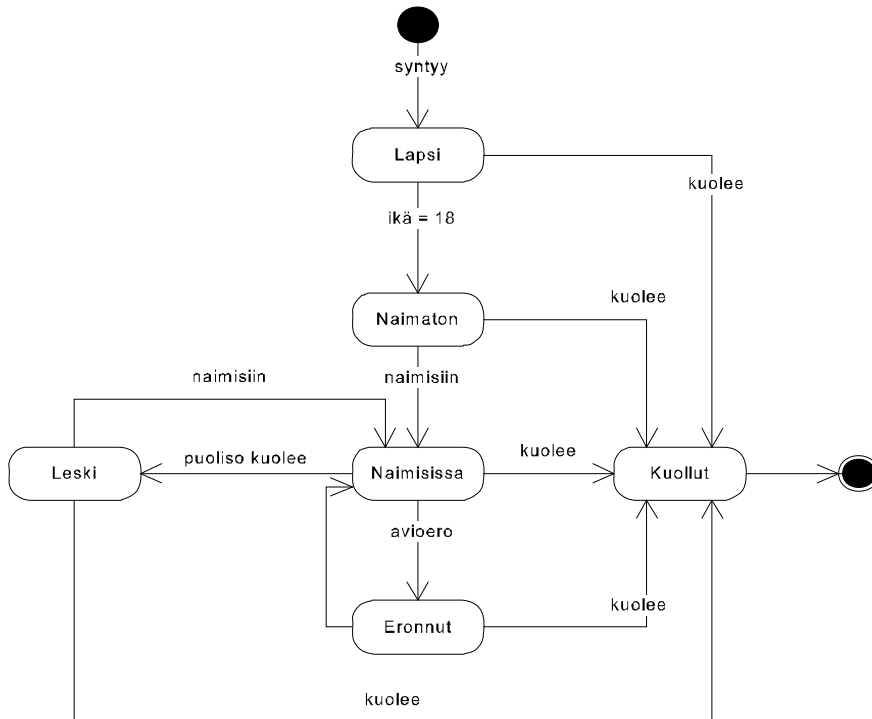 syntyy
Lapsi
kuolee
ikä = 18
kuolee
Naimaton
naimisiin
naimisiin
Leski
puoliso kuolee
Naimisissa
kuolee
Kuollut
avioero
Eronnut
kuolee
kuolee